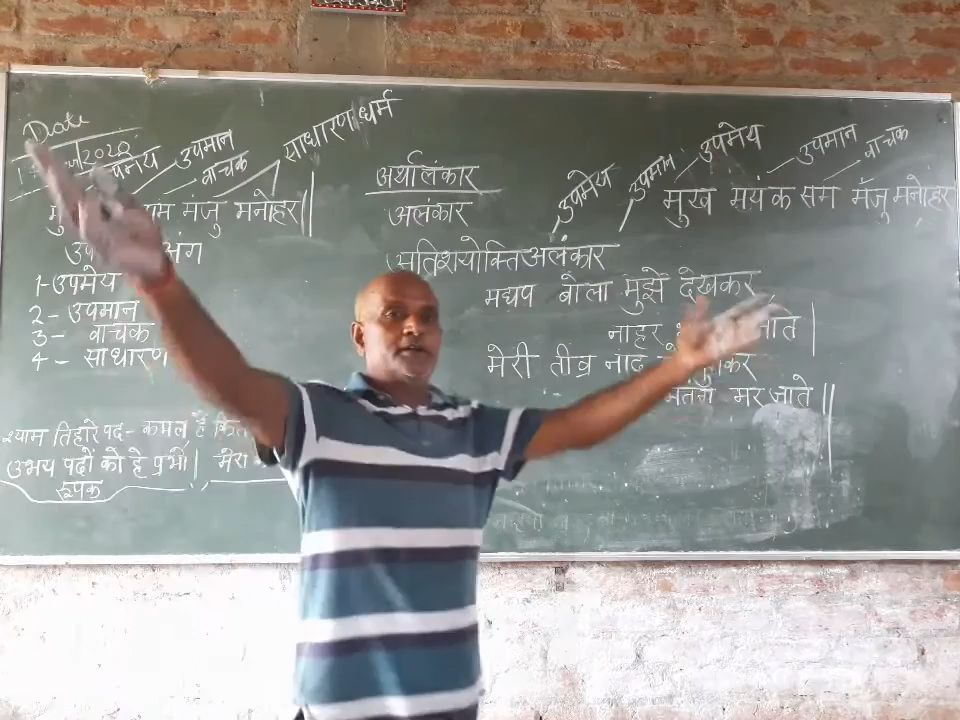 Date
2020
उपमेय उपमान वाचक साधारण धर्म
मंजु मनोहर||
अंग
1-उपमेय
2- उपमान
3- वाचक
4- साधारण
श्याम तिहारे पद-कमल है
उभय पदों को हे प्रभो| मेरा
रूपक
अर्थालंकार
अलंकार
अतिशयोक्ति अलंकार
उपमेय उपमान उपमेय उपमान वाचक
मुख मयंक सम मंजु मनोहर
बोला मुझे देखकर
नाहर जाते|
मेरी तीव्र नाद
मर जाते||